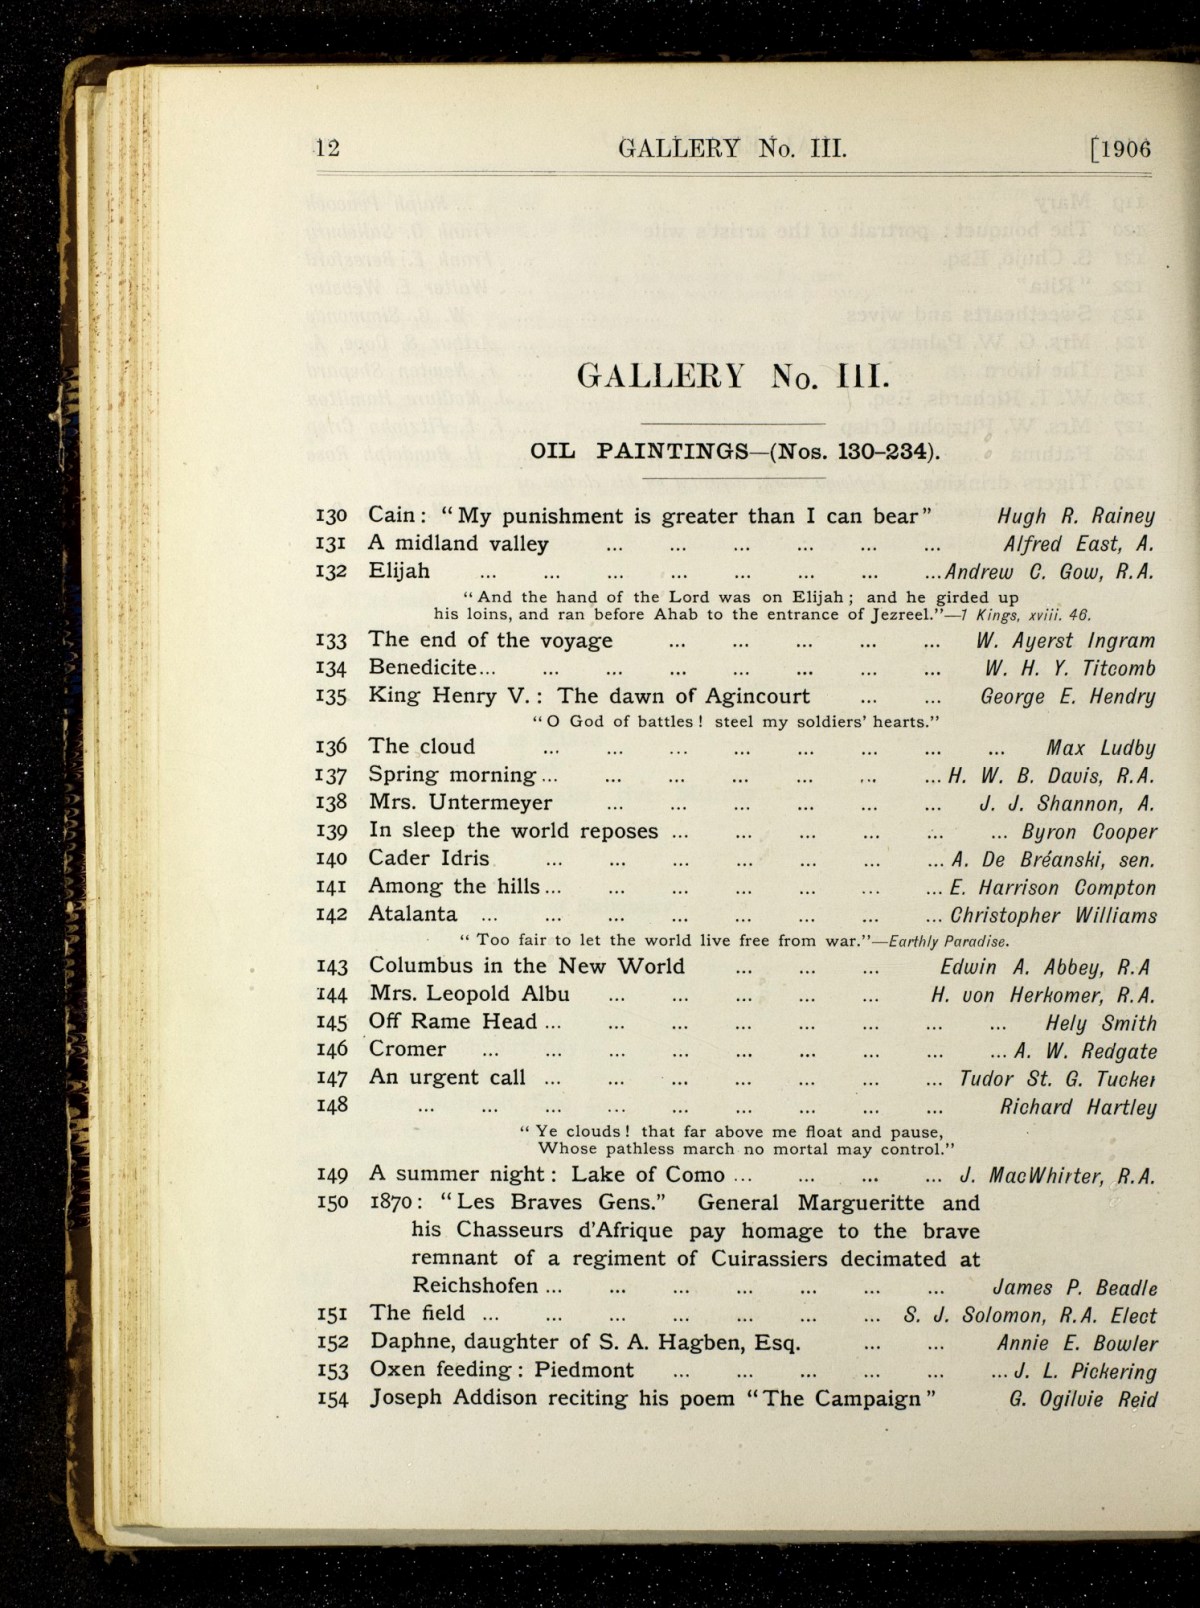 12 GALLERY No. III. [1906
GALLERY No. III.
OIL PAINTINGS—(Nos. 130–234).
130 Cain: “My punishment is greater than I can bear” Hugh R. Rainey
131 A midland valley ... ... ... ... ... ... Alfred East, A.
132 Elijah ... ... ... ... ... ... ... ...Andrew C. Gow, R.A.
“And the hand of the Lord was on Elijah; and he girded up
his loins, and ran before Ahab to the entrance of Jezreel.”—1 Kings, xviii. 46.
133 The end of the voyage ... ... ... ... ... W. Ayerst Ingram
134 Benedicite... ... ... ... ... ... ... ... W. H. Y. Titcomb
135 King Henry V.: The dawn of Agincourt ... ... George E. Hendry
“O God of battles! steel my soldiers’ hearts.”
136 The cloud ... ... ... ... ... ... ... ... Max Ludby
137 Spring morning... ... ... ... ... ... ... H. W. B. Davis, R.A.
138 Mrs. Untermeyer ... ... ... ... ... ... J. J. Shannon, A.
139 In sleep the world reposes ... ... ... ... ... ... Byron Cooper
140 Cader Idris ... ... ... ... ... ... ... A. De Bréanski, sen.
141 Among the hills... ... ... ... ... ... ... E. Harrison Compton
142 Atalanta ... ... ... ... ... ... ... ... Christopher Williams
“Too fair to let the world live free from war.”—Earthly Paradise.
143 Columbus in the New World ... ... ... Edwin A. Abbey, R.A
144 Mrs. Leopold Albu ... ... ... ... ... H. von Herkomer, R.A.
145 Off Rame Head ... ... ... ... ... ... ... ... Hely Smith
146 Cromer ... ... ... ... ... ... ... ... ... A. W. Redgate
147 An urgent call ... ... ... ... ... ... ... Tudor St. G. Tucker
148 ... ... ... ... ... ... ... ... ... Richard Hartley
“Ye clouds! that far above me float and pause,
Whose pathless march no mortal may control.”
149 A summer night: Lake of Como ... ... ... ... J. MacWhirter, R.A.
150 1870: “Les Braves Gens.” General Margueritte and
his Chasseurs d’Afrique pay homage to the brave
remnant of a regiment of Cuirassiers decimated at
Reichshofen ... ... ... ... ... ... ... James P. Beadle
151 The field ... ... ... ... ... ... ... S. J. Solomon, R.A. Elect
152 Daphne, daughter of S. A. Hagben, Esq. ... ... Annie E. Bowler
153 Oxen feeding: Piedmont ... ... ... ... ... ... J. L. Pickering
154 Joseph Addison reciting his poem “The Campaign” G. Ogilvie Reid